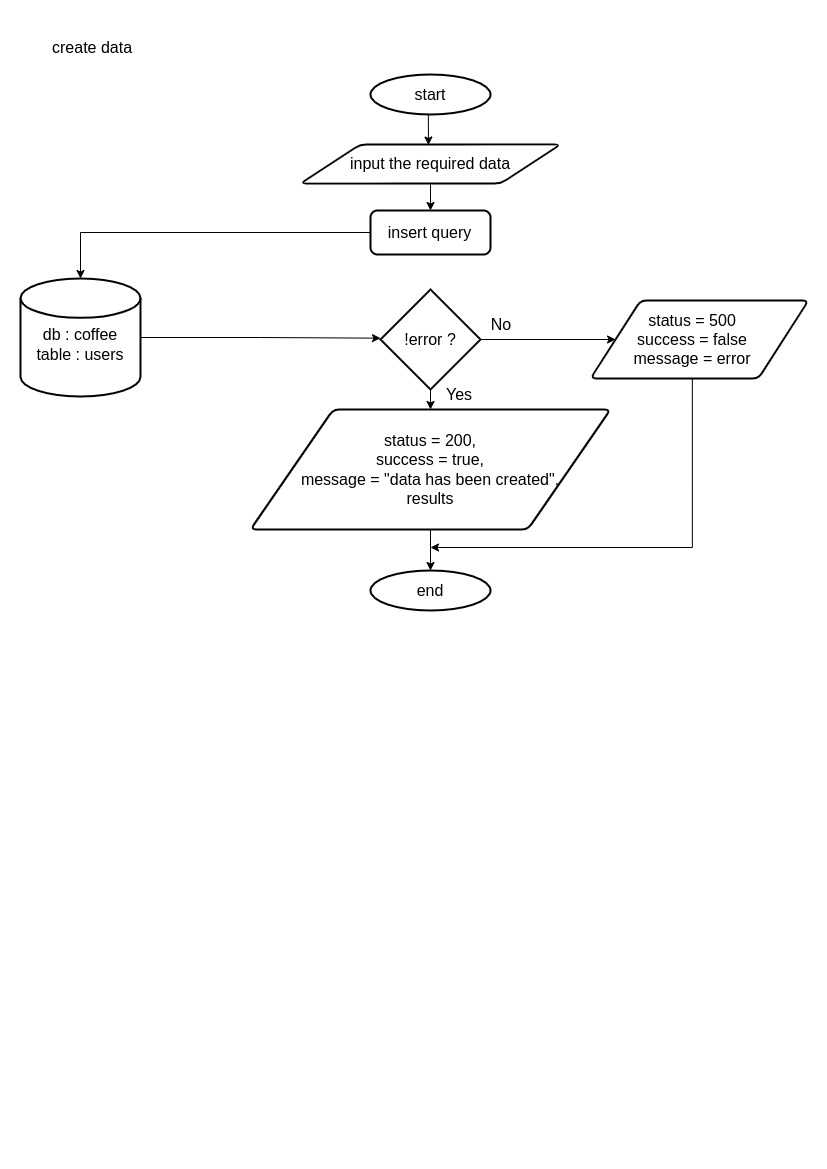 create data
start
input the required data
insert query
db : coffee
table : users
!error ?
No
status = 500
success = false
message = error
Yes
status = 200,
success = true,
message = "data has been created",
results
end